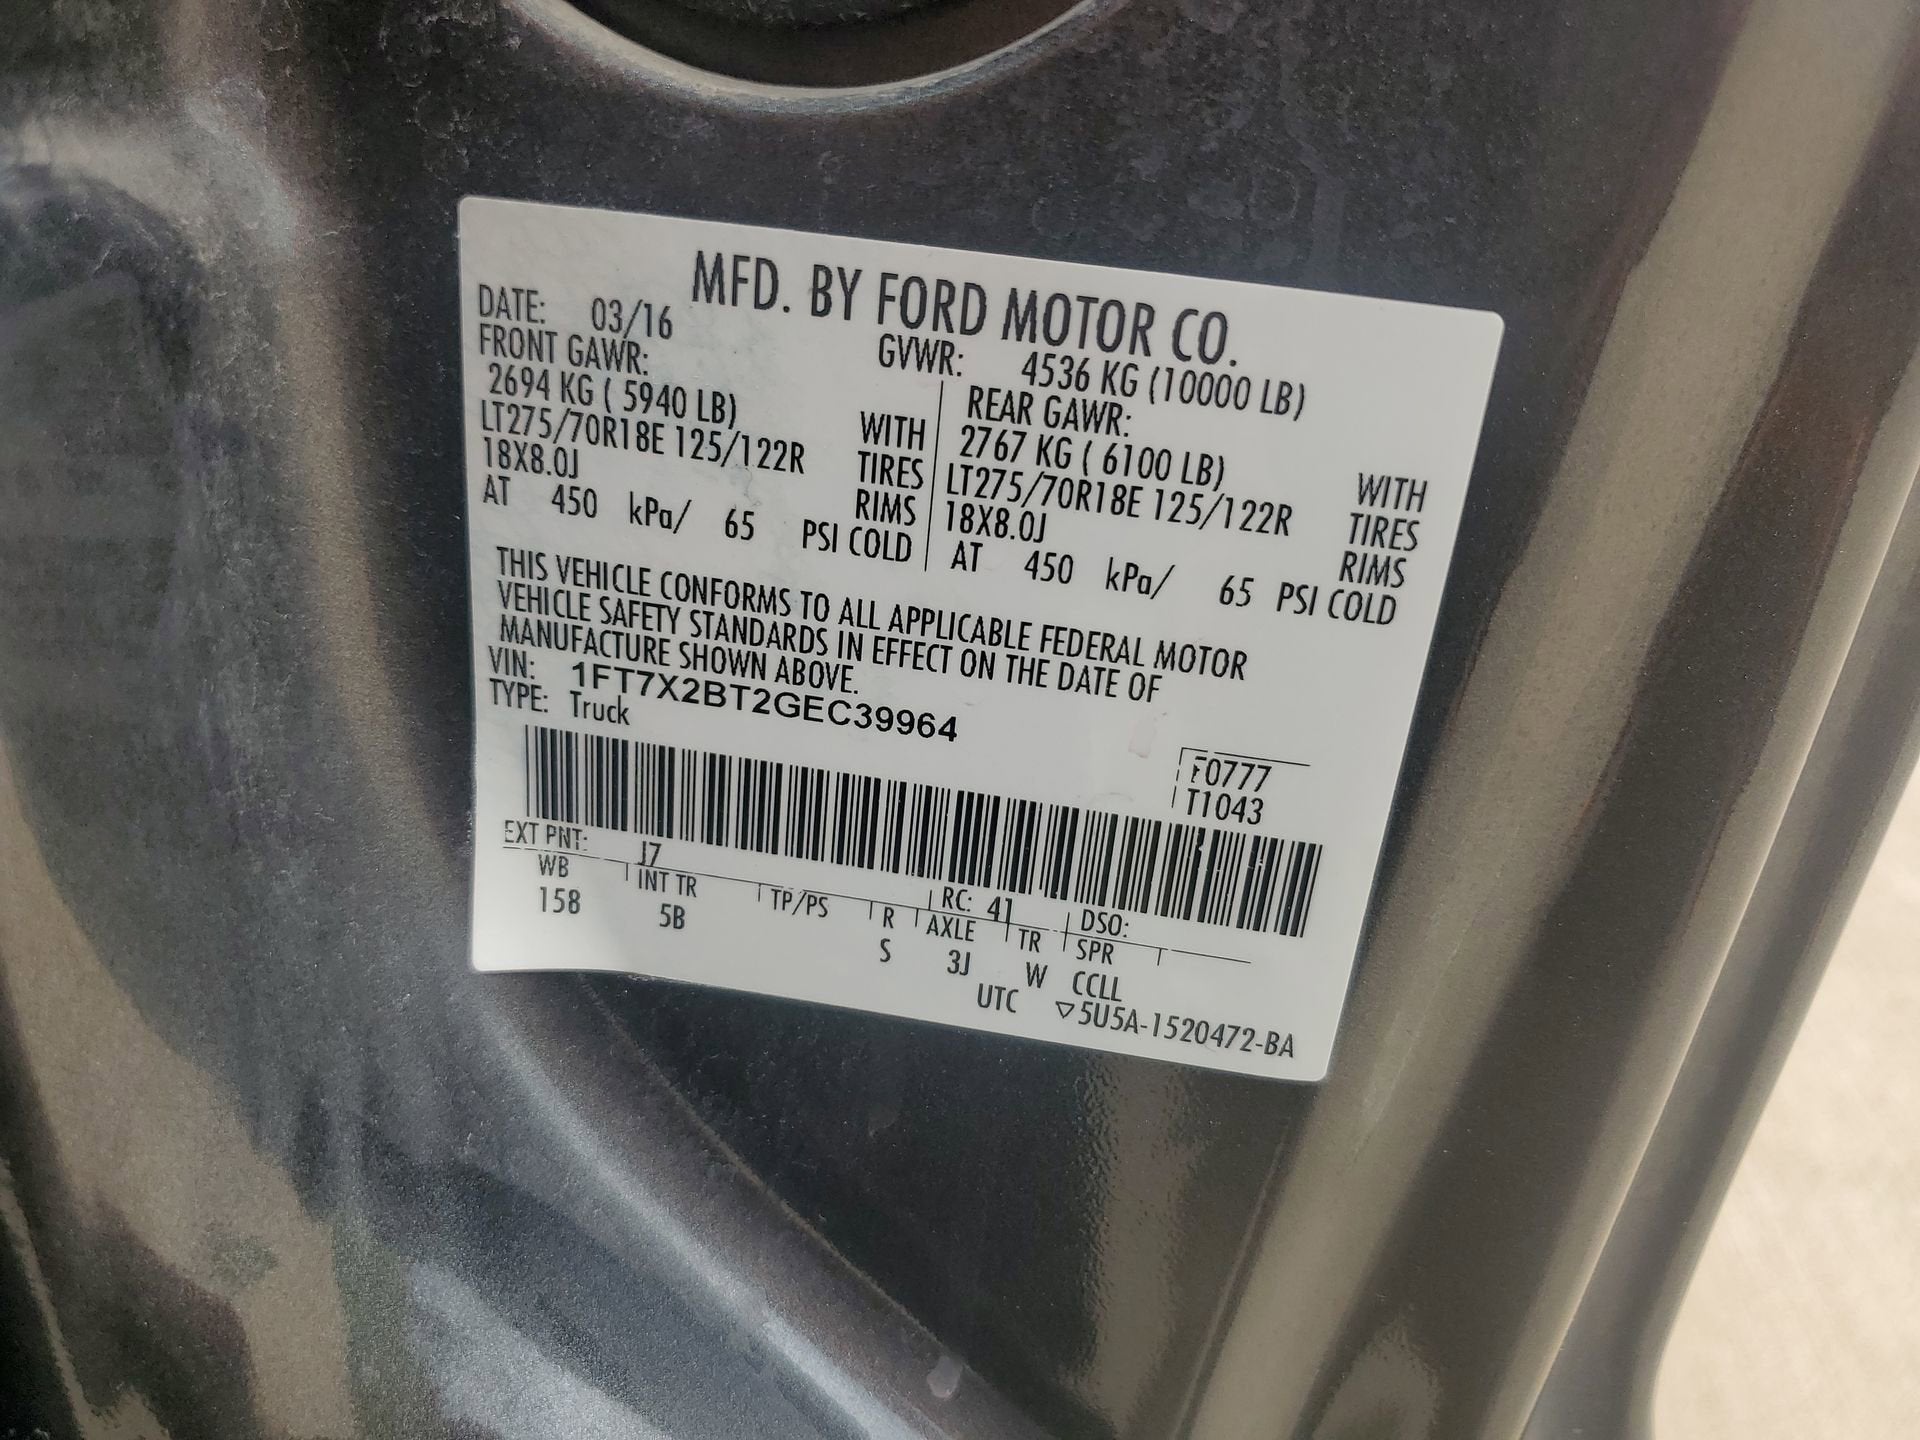 MFD. BY FORD MOTOR CO.
DATE: 03/16 GVWR: 4536 KG (10000 LB)
FRONT GAWR: REAR GAWR:
2694 KG ( 5940 LB) WITH 2767 KG ( 6100 LB) WITH
LT275/70R18E 125/122R TIRES LT275/70R18E 125/122R TIRES
18X8.0J RIMS 18X8.0J RIMS
AT 450 kPa/ 65 PSI COLD AT 450 kPa/ 65 PSI COLD
THIS VEHICLE CONFORMS TO ALL APPLICABLE FEDERAL MOTOR
VEHICLE SAFETY STANDARDS IN EFFECT ON THE DATE OF
MANUFACTURE SHOWN ABOVE.
VIN: 1FT7X2BT2GEC39964
TYPE: Truck
F0777
T1043
EXT PNT: J7 RC: 41 DSO:
WB INT TR TP/PS R AXLE TR SPR
158 5B S 3J W CCLL
UTC ▽5U5A-1520472-BA